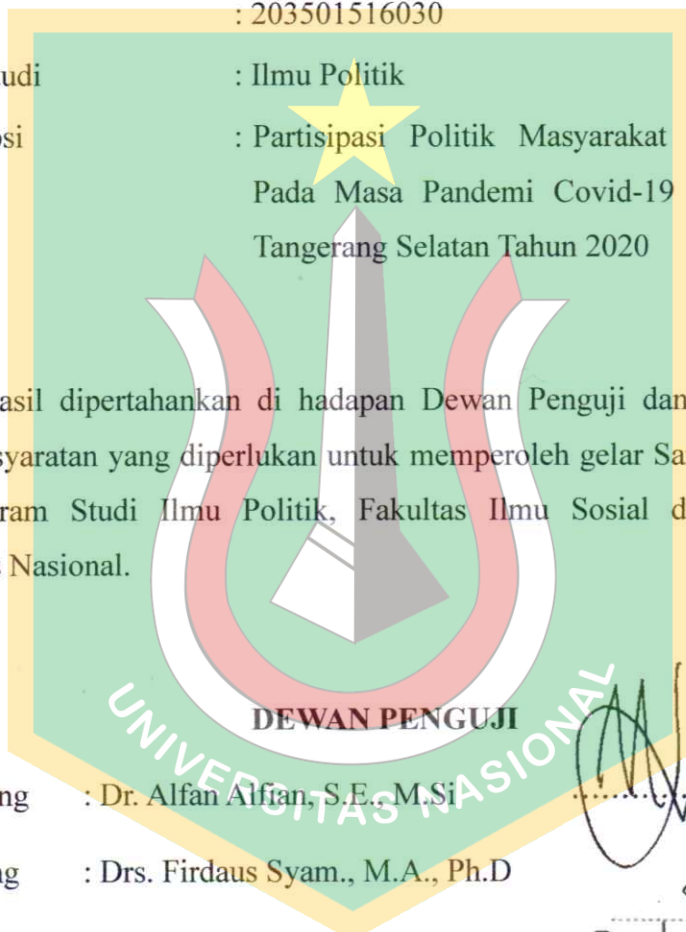 : 203501516030
udi : Ilmu Politik
si : Partisipasi Politik Masyarakat
Pada Masa Pandemi Covid-19
Tangerang Selatan Tahun 2020
asil dipertahankan di hadapan Dewan Penguji dan
syaratan yang diperlukan untuk memperoleh gelar Sa
ram Studi Ilmu Politik, Fakultas Ilmu Sosial d
s Nasional.
DEWAN PENGUJI
ng : Dr. Alfan Alfian, S.E., M.Si
ng : Drs. Firdaus Syam., M.A., Ph.D
UNIVERSITAS NASIONAL